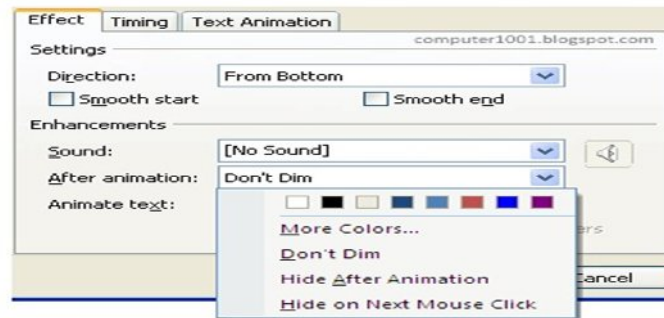 Effect Timing Text Animation
computer1001.blogspot.com
Settings
Direction: From Bottom
Smooth start Smooth end
Enhancements
Sound: [No Sound]
After animation: Don't Dim
Animate text:
More Colors...
Don't Dim
Hide After Animation
Cancel
Hide on Next Mouse Click